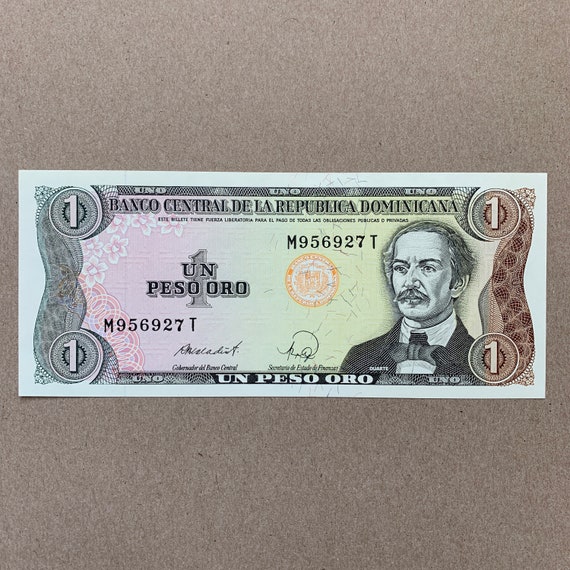 1 UNO UNO UNO 1
BANCO CENTRAL DE LA REPUBLICA DOMINICANA
ESTE BILLETE TIENE FUERZA LIBERATORIA PARA EL PAGO DE TODAS LAS OBLIGACIONES PUBLICAS O PRIVADAS
M956927 T
1
UN
PESO ORO
M956927 T
Gobernador del Banco Central Secretario de Estado de Finanzas
DUARTE
1 UNO UN PESO ORO UNO 1